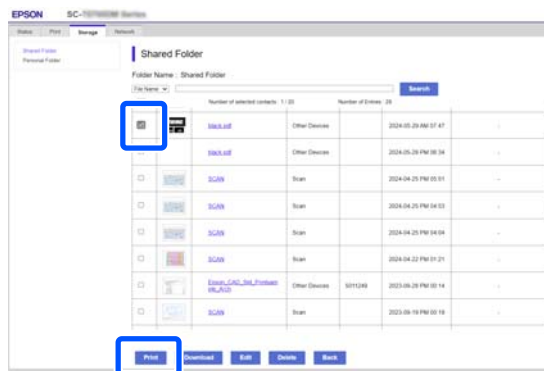 EPSON SC-
Status Print Storage Network
Shared Folder
Personal Folder
Shared Folder
Folder Name : Shared Folder
File Name Search
Number of selected contacts: 1 / 20 Number of Entries: 28
black.pdf Other Devices 2024-05-29 AM 07:47 -
black.pdf Other Devices 2024-05-28 PM 06:34 -
SCAN Scan 2024-04-25 PM 05:51 -
SCAN Scan 2024-04-25 PM 04:53 -
SCAN Scan 2024-04-25 PM 04:04 -
SCAN Scan 2024-04-22 PM 01:21 -
Other Devices 2023-09-28 PM 00:14 -
SCAN Scan 2023-09-19 PM 00:18 -
Print Download Edit Delete Back